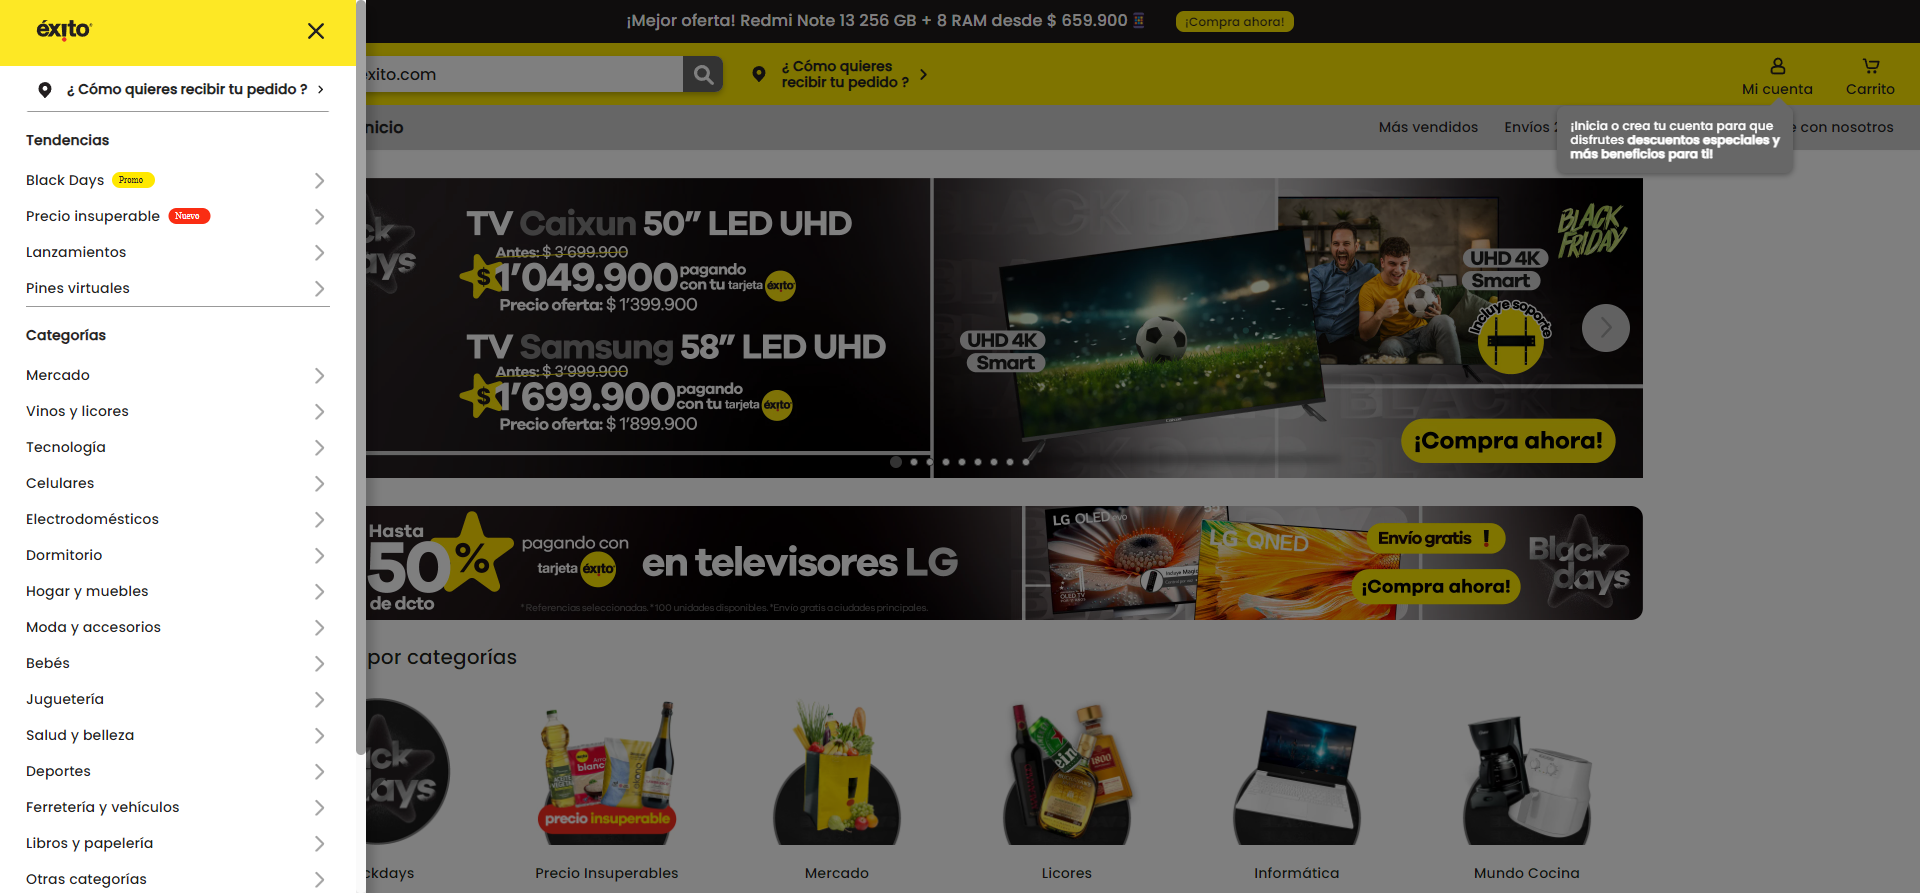 éxito
¿ Cómo quieres recibir tu pedido ?
Tendencias
Black Days Promo
Precio insuperable Nuevo
Lanzamientos
Pines virtuales
Categorías
Mercado
Vinos y licores
Tecnología
Celulares
Electrodomésticos
Dormitorio
Hogar y muebles
Moda y accesorios
Bebés
Juguetería
Salud y belleza
Deportes
Ferretería y vehículos
Libros y papelería
Otras categorías
¡Mejor oferta! Redmi Note 13 256 GB + 8 RAM desde $ 659.900
¡Compra ahora!
xito.com
¿ Cómo quieres
recibir tu pedido ?
Mi cuenta
Carrito
nicio
Más vendidos
Envíos
e con nosotros
¡Inicia o crea tu cuenta para que
disfrutes descuentos especiales y
más beneficios para ti!
TV Caixun 50” LED UHD
Antes: $ 3’699.900
$1’049.900 pagando
con tu tarjeta éxito
Precio oferta: $ 1’399.900
TV Samsung 58” LED UHD
Antes: $ 3’999.900
$1’699.900 pagando
con tu tarjeta éxito
Precio oferta: $ 1’899.900
UHD 4K
Smart
BLACK
FRIDAY
UHD 4K
Smart
Incluye soporte
¡Compra ahora!
Hasta
50%
de dcto
pagando con
tarjeta éxito
en televisores LG
*Referencias seleccionadas. *100 unidades disponibles. *Envío gratis a ciudades principales.
LG OLED evo
LG QNED
Envío gratis
¡Compra ahora!
Black
days
por categorías
ck
ays
precio insuperable
ckdays
Precio Insuperables
Mercado
Licores
Informática
Mundo Cocina